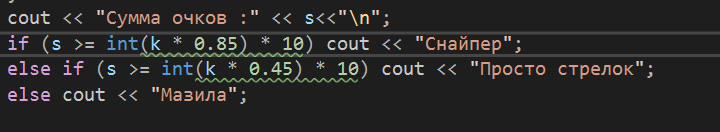 cout << "Сумма очков :" << s<<"\n";
if (s >= int(k * 0.85) * 10) cout << "Снайпер";
else if (s >= int(k * 0.45) * 10) cout << "Просто стрелок";
else cout << "Мазила";